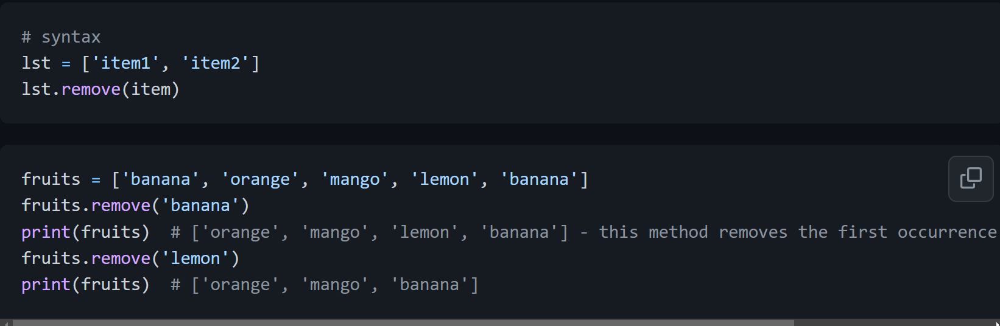 # syntax
lst = ['item1', 'item2']
lst.remove(item)
fruits = ['banana', 'orange', 'mango', 'lemon', 'banana']
fruits.remove('banana')
print(fruits)  # ['orange', 'mango', 'lemon', 'banana'] - this method removes the first occurrence
fruits.remove('lemon')
print(fruits)  # ['orange', 'mango', 'banana']